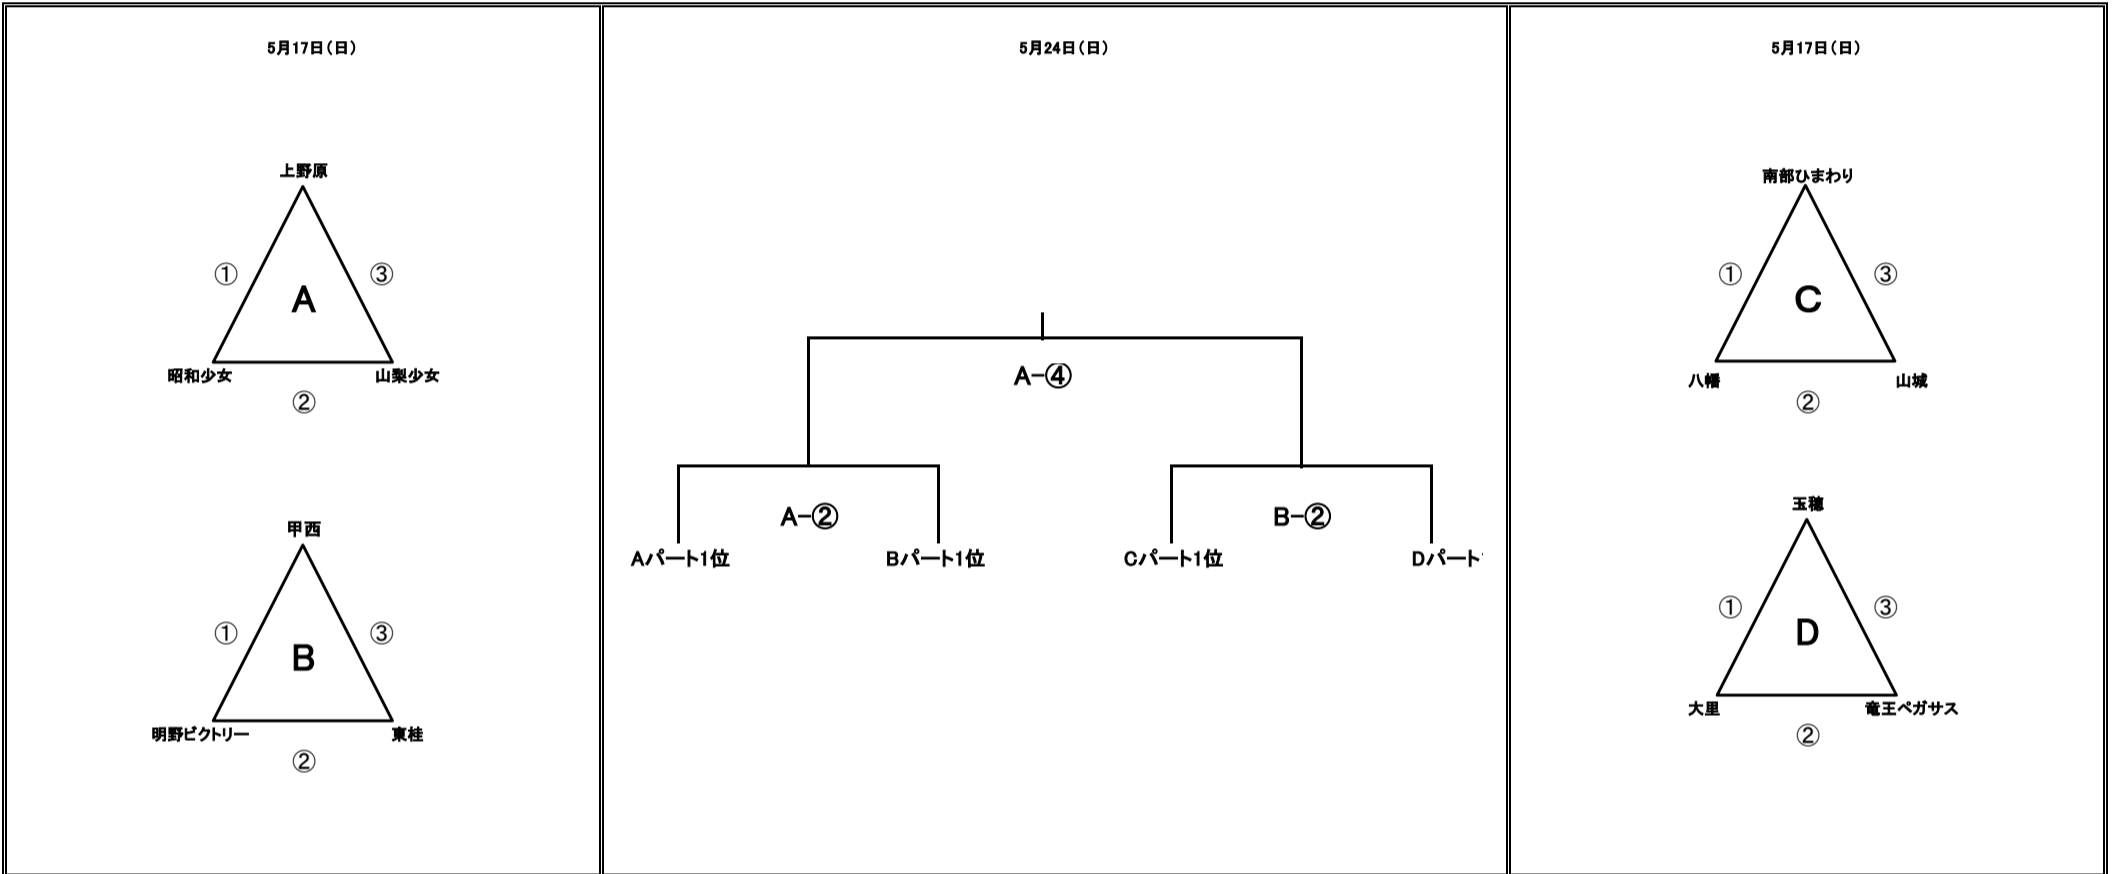 5月17日（日）
上野原
①
③
A
昭和少女
山梨少女
②
甲西
①
③
B
明野ビクトリー
東桂
②
5月24日（日）
A-④
A-②
B-②
Aパート1位
Bパート1位
Cパート1位
Dパート
5月17日（日）
南部ひまわり
①
③
C
八幡
山城
②
玉穂
①
③
D
大里
竜王ペガサス
②